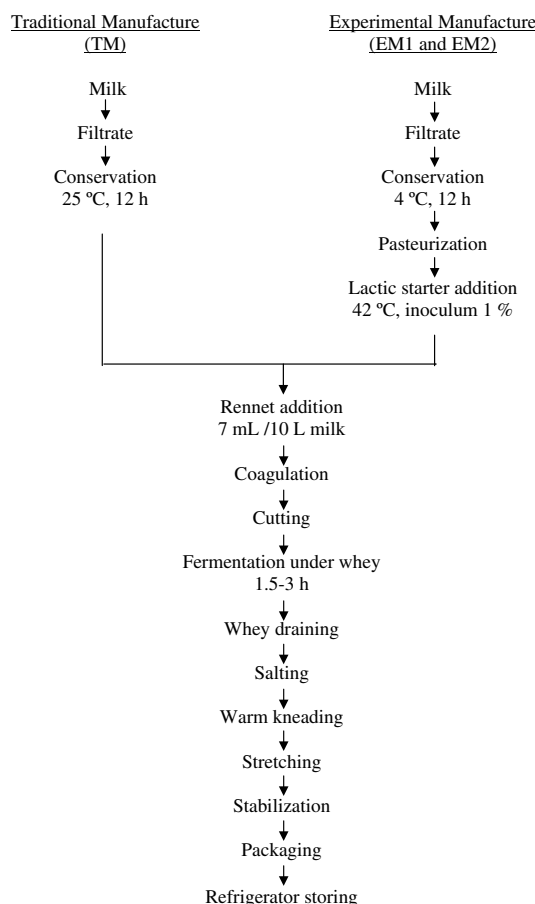 Traditional Manufacture
(TM)
Milk
Filtrate
Conservation
25 ºC, 12 h
Experimental Manufacture
(EM1 and EM2)
Milk
Filtrate
Conservation
4 ºC, 12 h
Pasteurization
Lactic starter addition
42 ºC, inoculum 1 %
Rennet addition
7 mL /10 L milk
Coagulation
Cutting
Fermentation under whey
1.5-3 h
Whey draining
Salting
Warm kneading
Stretching
Stabilization
Packaging
Refrigerator storing